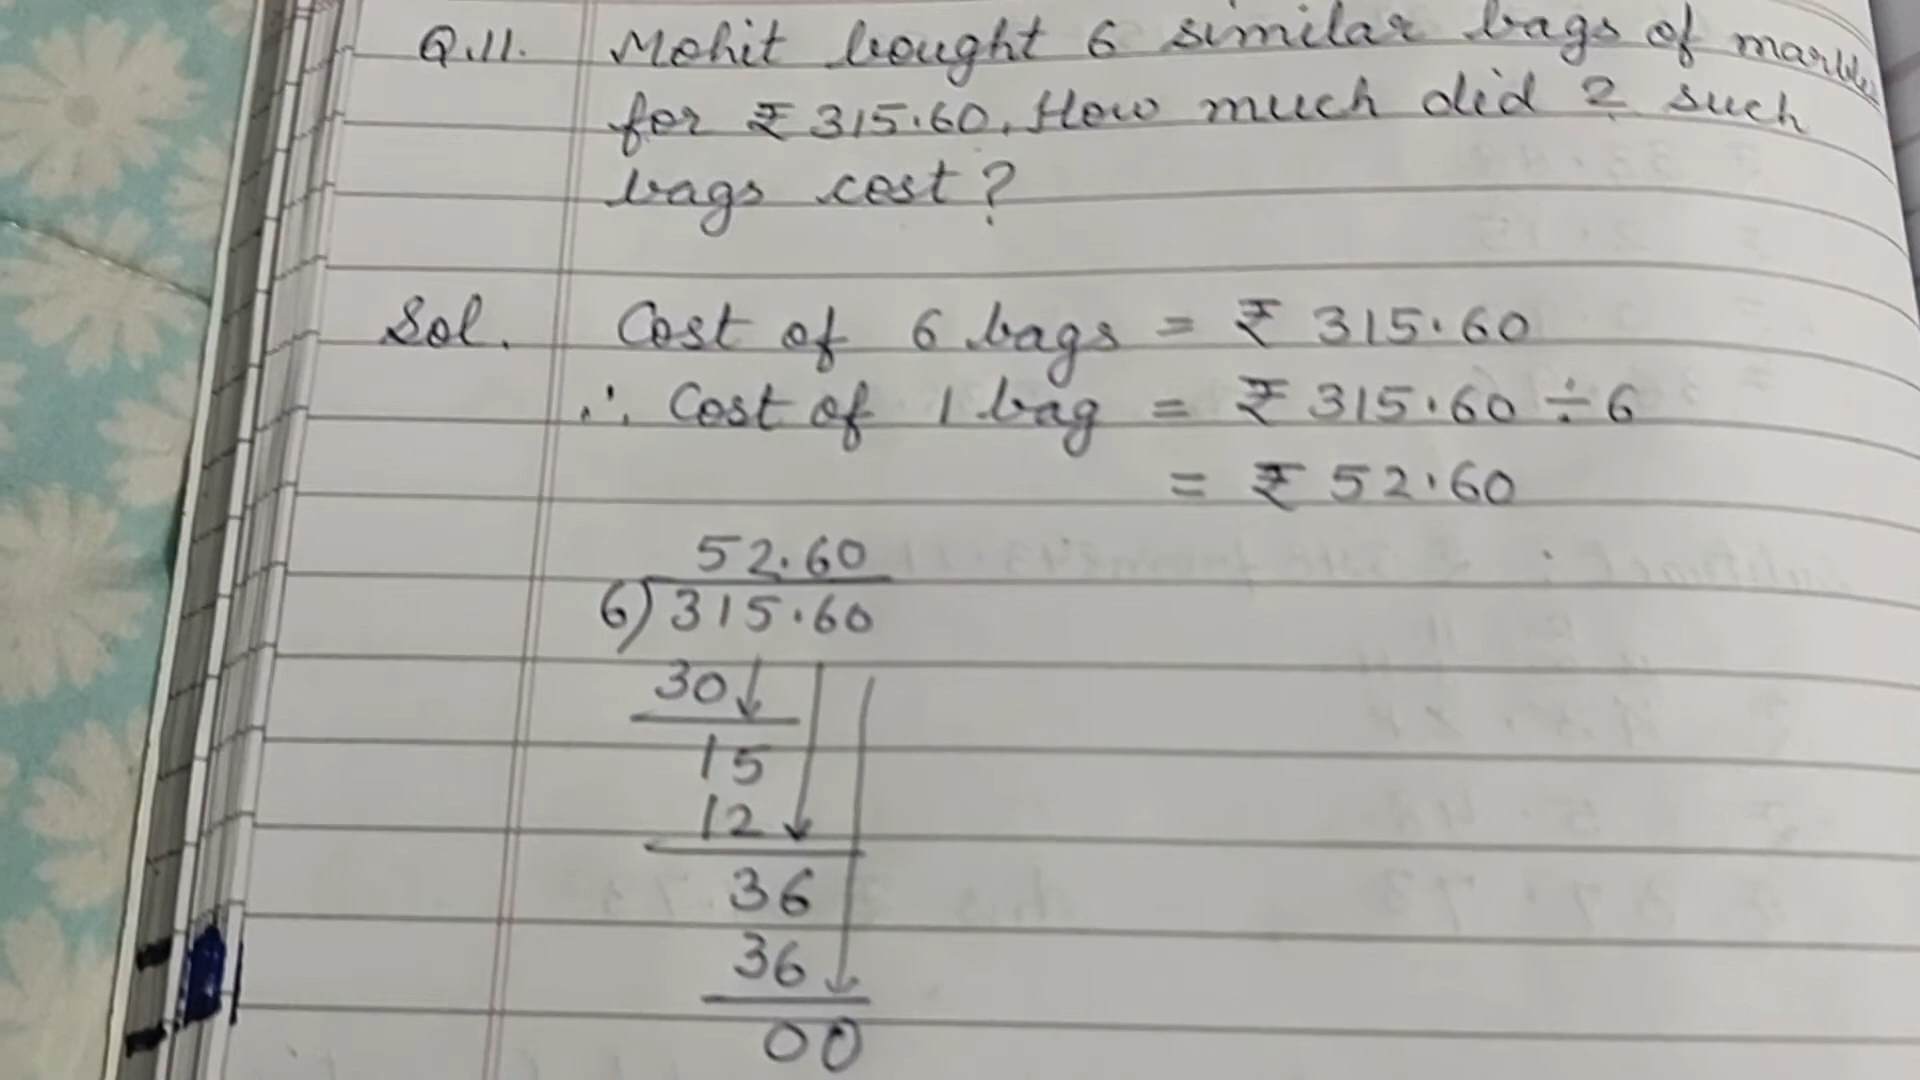 Q.11. Mohit bought 6 similar bags of marbles
for ₹ 315.60. How much did 2 such
bags cost?
Sol. Cost of 6 bags = ₹ 315.60
∴ Cost of 1 bag = ₹ 315.60 ÷ 6
= ₹ 52.60
52.60
6)315.60
30↓
15
12
36
36
00